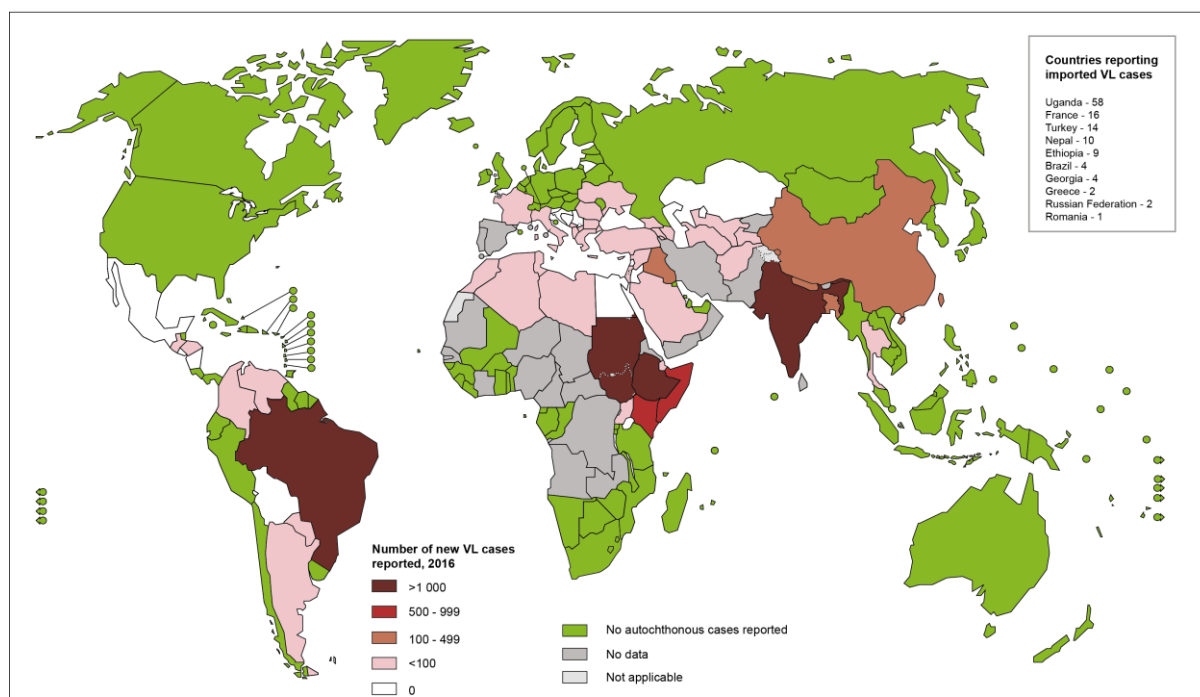 Countries reporting
imported VL cases
Uganda - 58
France - 16
Turkey - 14
Nepal - 10
Ethiopia - 9
Brazil - 4
Georgia - 4
Greece - 2
Russian Federation - 2
Romania - 1
Number of new VL cases
reported, 2016
>1 000
500 - 999
100 - 499
<100
0
No autochthonous cases reported
No data
Not applicable